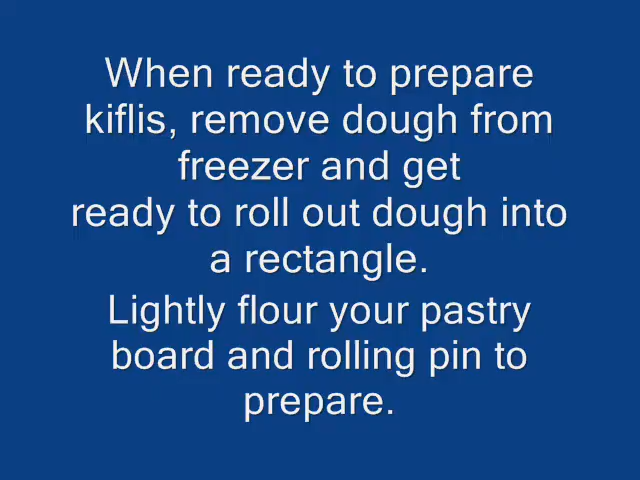 When ready to prepare
kiflis, remove dough from
freezer and get
ready to roll out dough into
a rectangle.
Lightly flour your pastry
board and rolling pin to
prepare.